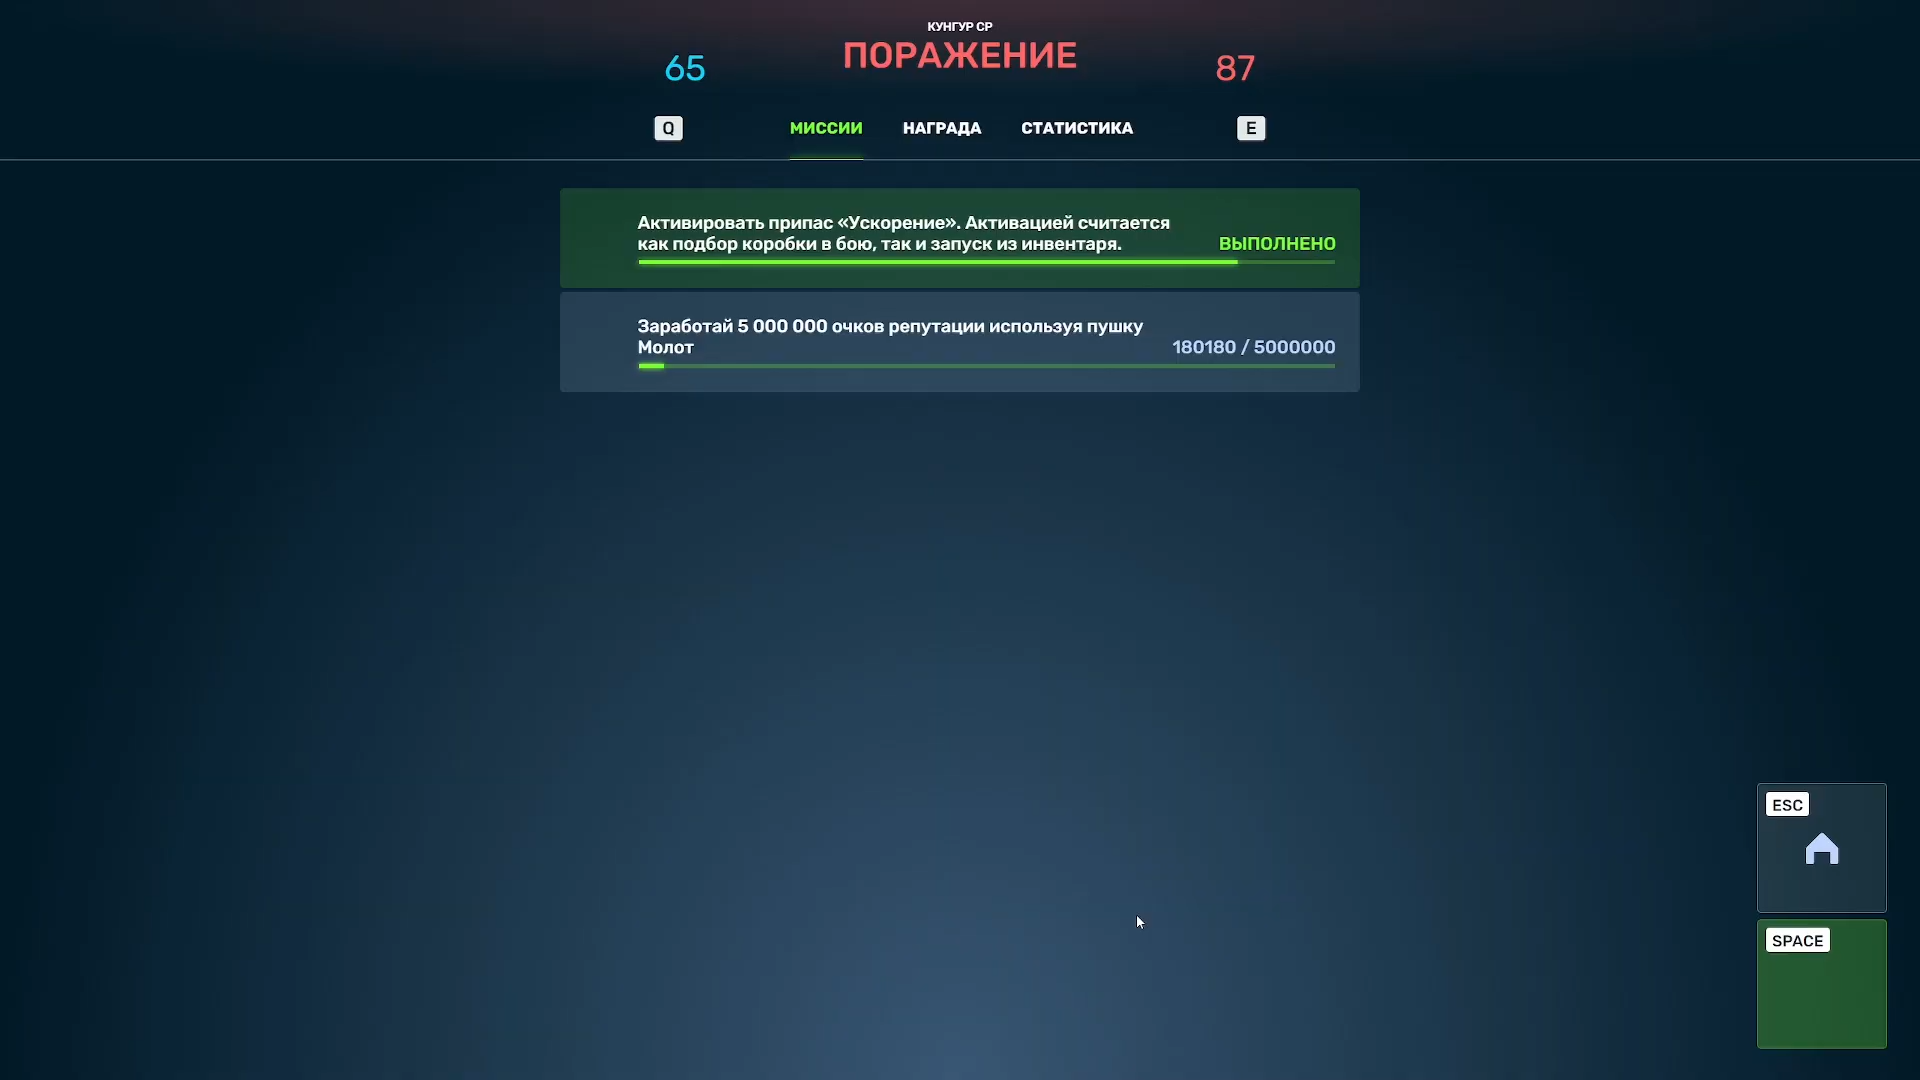 КУНГУР CP
ПОРАЖЕНИЕ
65
87
Q
МИССИИ
НАГРАДА
СТАТИСТИКА
E
Активировать припас «Ускорение». Активацией считается
как подбор коробки в бою, так и запуск из инвентаря.
ВЫПОЛНЕНО
Заработай 5 000 000 очков репутации используя пушку
Молот
180180 / 5000000
ESC
SPACE